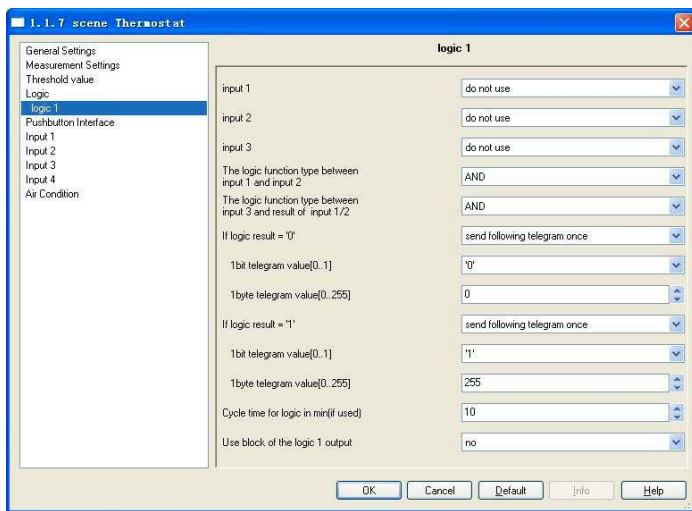 1.1.7 scene Thermostat
General Settings
Measurement Settings
Threshold value
Logic
logic 1
Pushbutton Interface
Input 1
Input 2
Input 3
Input 4
Air Condition
logic 1
input 1 do not use
input 2 do not use
input 3 do not use
The logic function type between
input 1 and input 2 AND
The logic function type between
input 3 and result of input 1/2 AND
If logic result = '0' send following telegram once
1bit telegram value[0..1] '0'
1byte telegram value[0..255] 0
If logic result = '1' send following telegram once
1bit telegram value[0..1] '1'
1byte telegram value[0..255] 255
Cycle time for logic in min(if used) 10
Use block of the logic 1 output no
OK Cancel Default Info Help